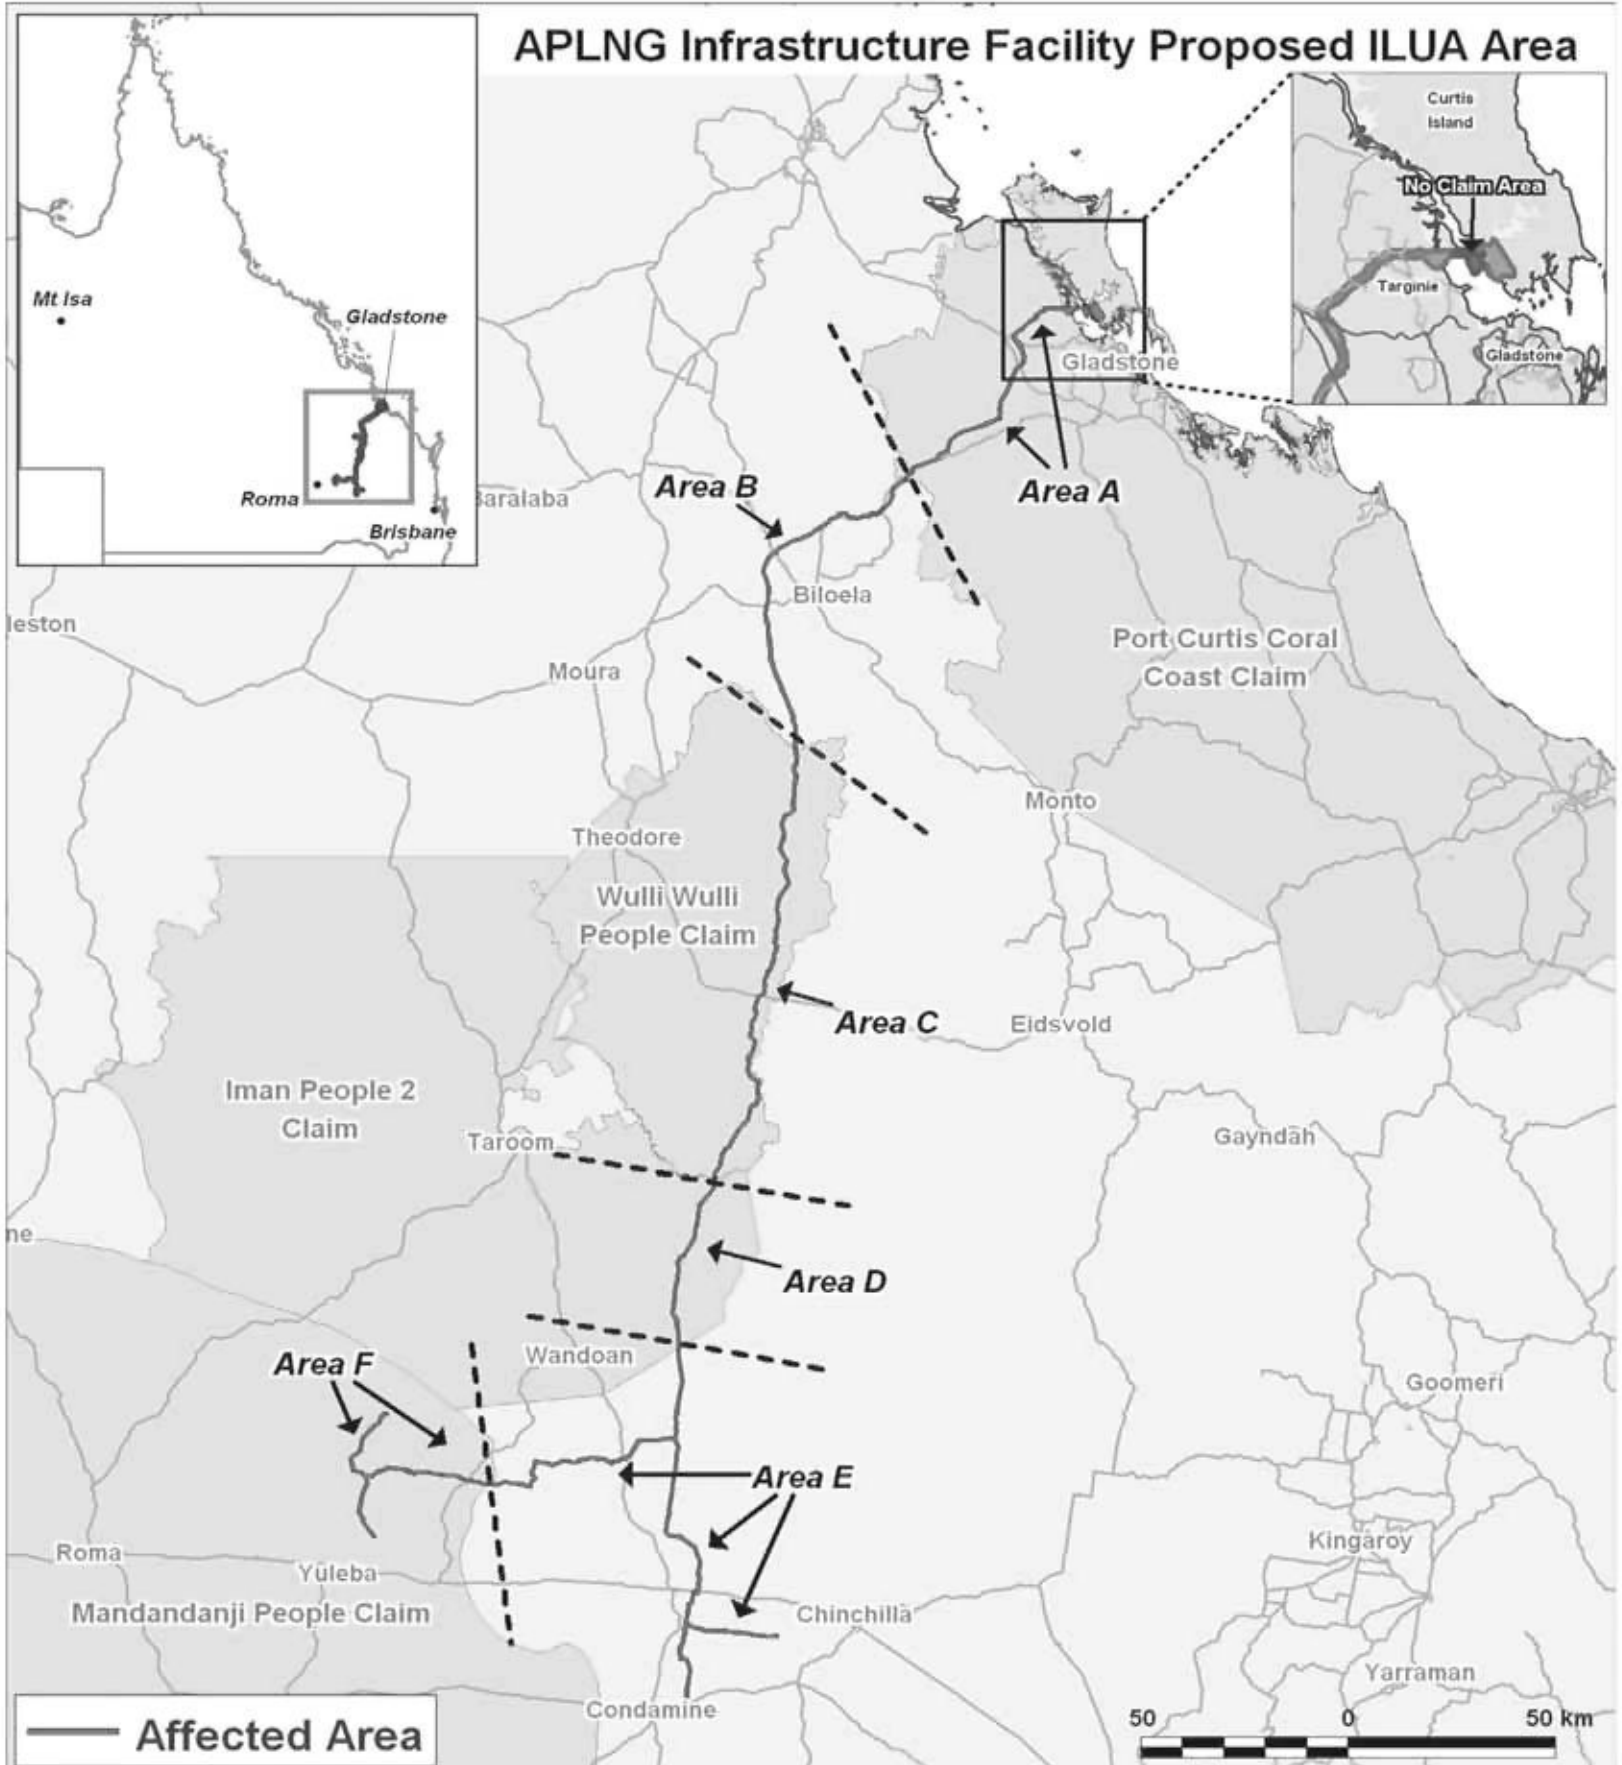 APLNG Infrastructure Facility Proposed ILUA Area
Mt Isa
Gladstone
Roma
Brisbane
Curtis
Island
No Claim Area
Targinie
Gladstone
Gladstone
Area A
Area B
Baralaba
Biloela
leston
Moura
Port Curtis Coral
Coast Claim
Monto
Theodore
Wulli Wulli
People Claim
Area C
Eidsvold
Iman People 2
Claim
Taroom
Gayndah
ne
Area D
Wandoan
Area F
Goomeri
Area E
Kingaroy
Roma
Yuleba
Mandandanji People Claim
Chinchilla
Yarraman
Condamine
Affected Area
50 0 50 km